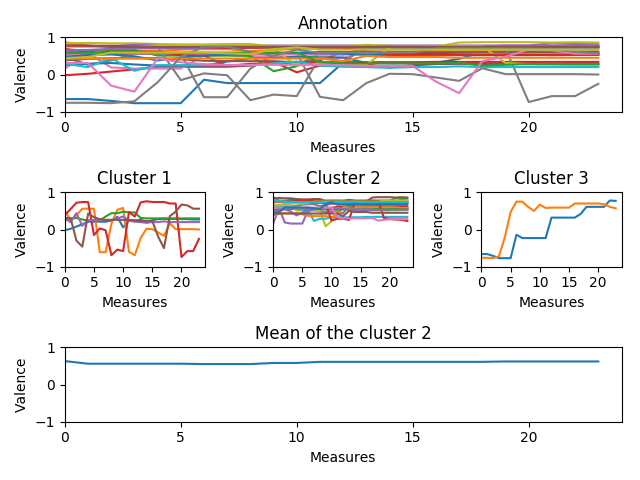 Annotation
1
0
−1
Valence
0 5 10 15 20
Measures
Cluster 1 Cluster 2 Cluster 3
1 1 1
0 0 0
−1 −1 −1
Valence Valence Valence
0 5 10 15 20 0 5 10 15 20 0 5 10 15 20
Measures Measures Measures
Mean of the cluster 2
1
0
−1
Valence
0 5 10 15 20
Measures